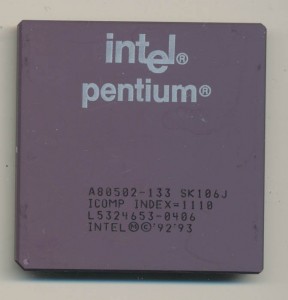 intel®
pentium®
A80502-133 SK106J
ICOMP INDEX=1110
L5324653-0406
INTEL Ⓜ©'92'93